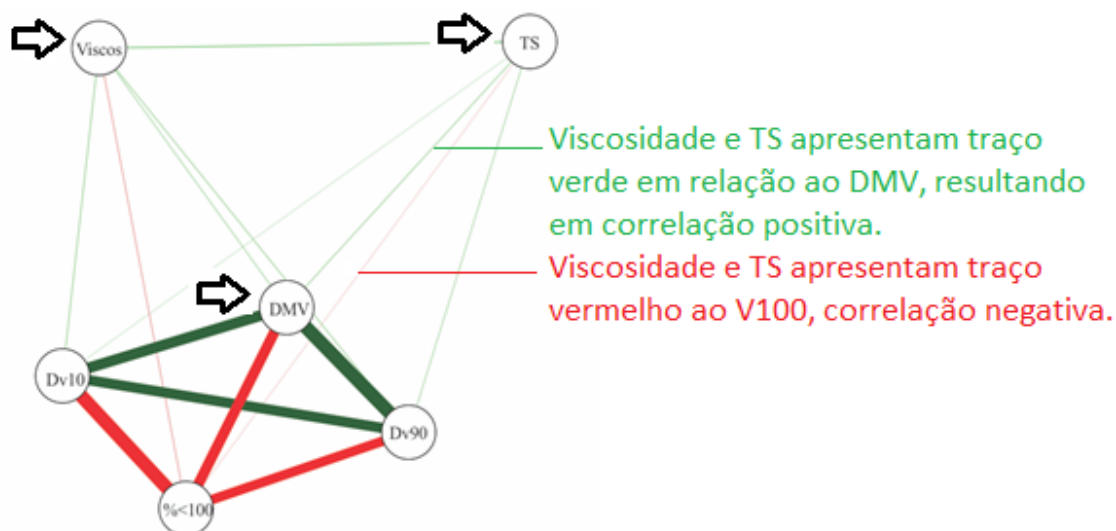 Viscos
TS
Viscosidade e TS apresentam traço
verde em relação ao DMV, resultando
em correlação positiva.
Viscosidade e TS apresentam traço
vermelho ao V100, correlação negativa.
DMV
Dv10
Dv90
%<100